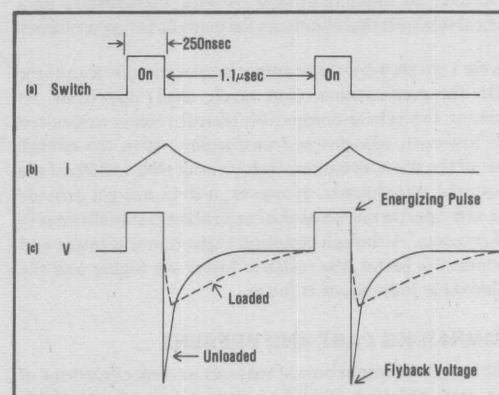 250nsec
On
1.1μsec
On
(a) Switch
(b) I
Energizing Pulse
(c) V
Loaded
Unloaded
Flyback Voltage